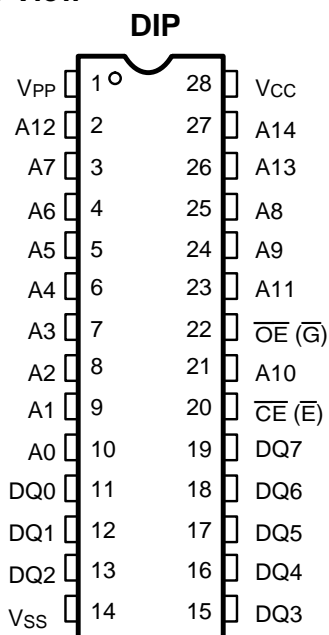 DIP
VPP 1 28 VCC
A12 2 27 A14
A7 3 26 A13
A6 4 25 A8
A5 5 24 A9
A4 6 23 A11
A3 7 22 O̅E̅ (G̅)
A2 8 21 A10
A1 9 20 C̅E̅ (E̅)
A0 10 19 DQ7
DQ0 11 18 DQ6
DQ1 12 17 DQ5
DQ2 13 16 DQ4
VSS 14 15 DQ3